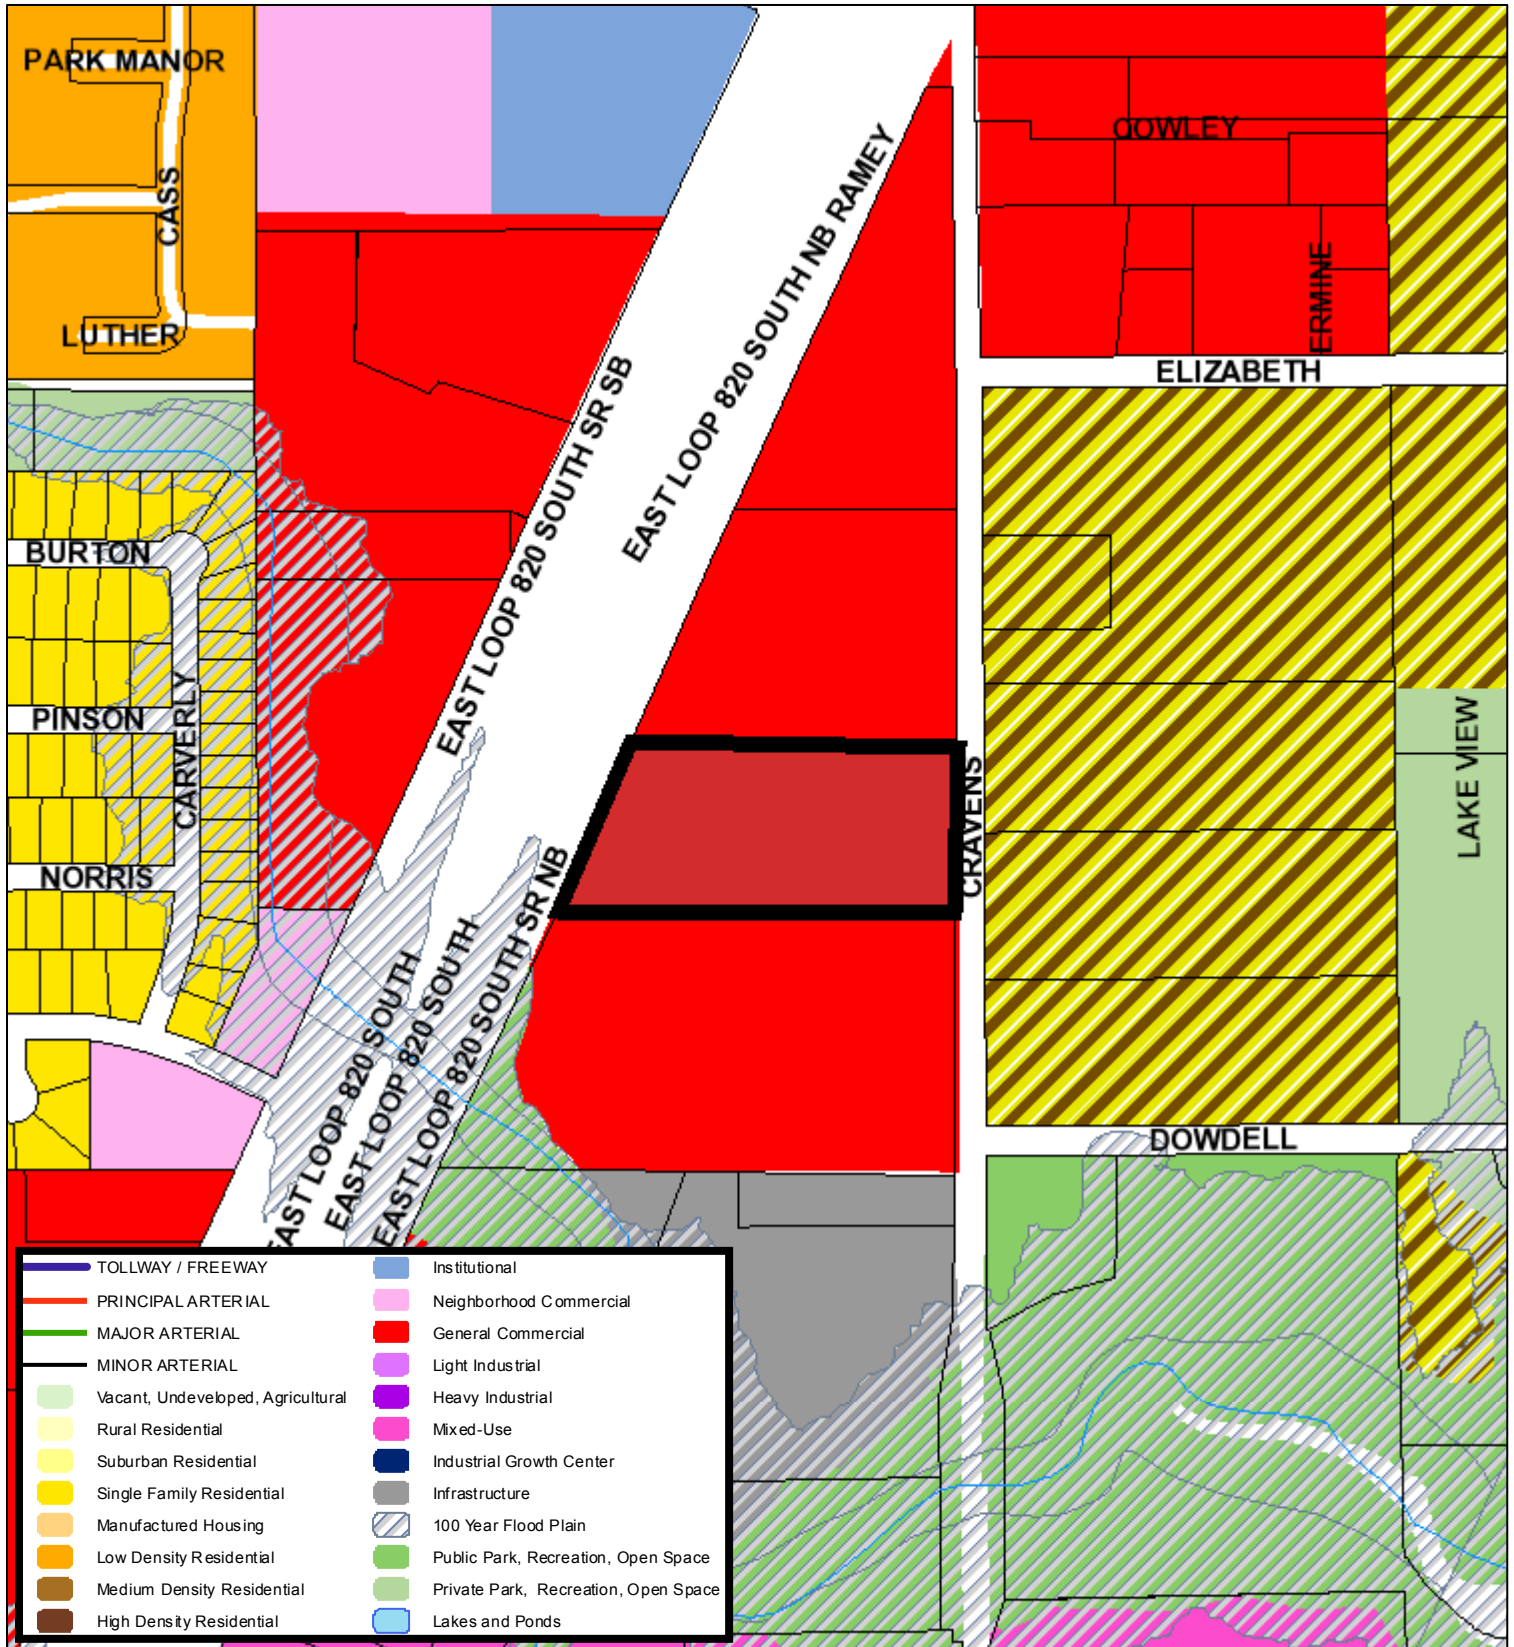 PARK MANOR
CASS
LUTHER
EAST LOOP 820 SOUTH NB RAMEY
EAST LOOP 820 SOUTH SR SB
ERMINE
ELIZABETH
BURTON
PINSON
CARVERLY
NORRIS
CRAVENS
LAKE VIEW
EAST LOOP 820 SOUTH
EAST LOOP 820 SOUTH
EAST LOOP 820 SOUTH SR NB
DOWDELL
TOLLWAY / FREEWAY
PRINCIPAL ARTERIAL
MAJOR ARTERIAL
MINOR ARTERIAL
Vacant, Undeveloped, Agricultural
Rural Residential
Suburban Residential
Single Family Residential
Manufactured Housing
Low Density Residential
Medium Density Residential
High Density Residential
Institutional
Neighborhood Commercial
General Commercial
Light Industrial
Heavy Industrial
Mixed-Use
Industrial Growth Center
Infrastructure
100 Year Flood Plain
Public Park, Recreation, Open Space
Private Park, Recreation, Open Space
Lakes and Ponds